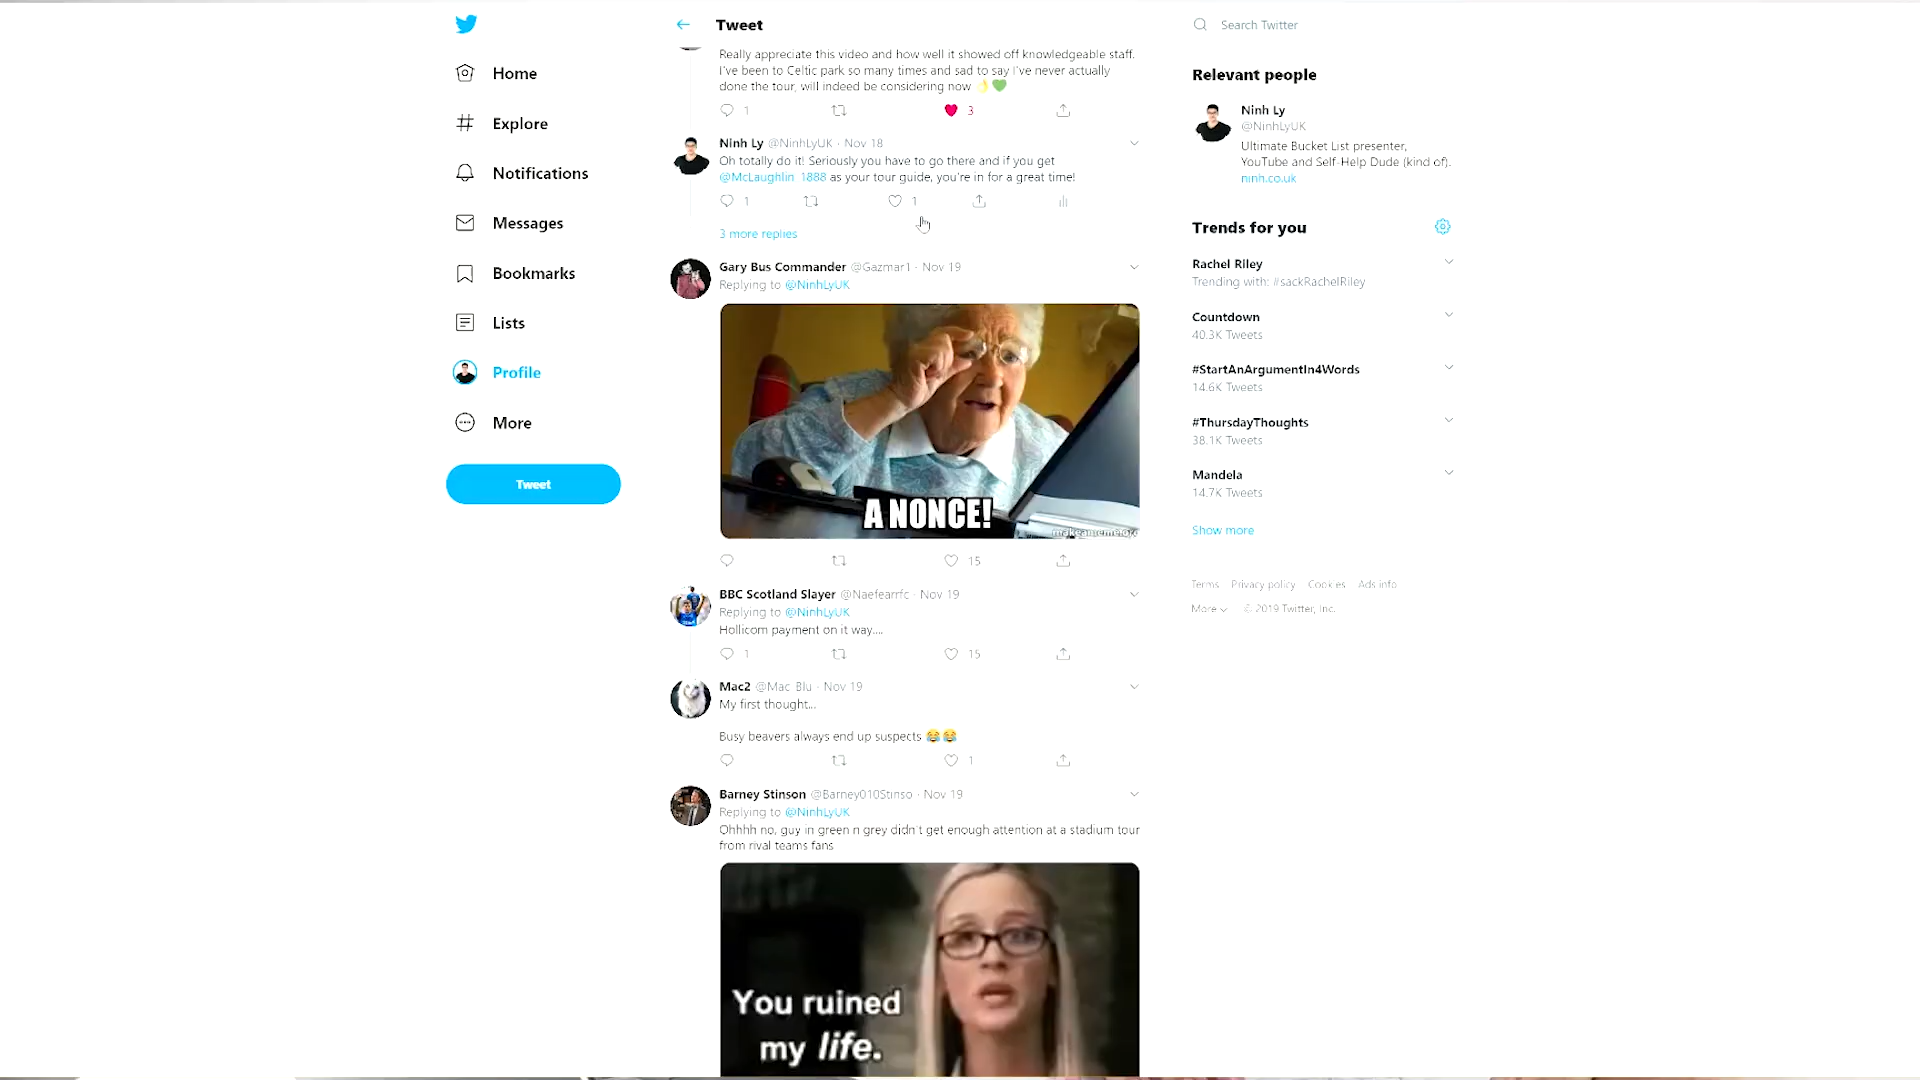 Tweet
Search Twitter
Home
Explore
Notifications
Messages
Bookmarks
Lists
Profile
More
Tweet
Really appreciate this video and how well it showed off knowledgeable staff.
I've been to Celtic park so many times and sad to say I've never actually
done the tour, will indeed be considering now 👌💚
1
3
Ninh Ly @NinhLyUK · Nov 18
Oh totally do it! Seriously you have to go there and if you get
@McLaughlin_1888 as your tour guide, you're in for a great time!
1
1
3 more replies
Gary Bus Commander @Gazmar1 · Nov 19
Replying to @NinhLyUK
A NONCE!
makeameme.org
15
BBC Scotland Slayer @Naefearrfc · Nov 19
Replying to @NinhLyUK
Hollicom payment on it way....
1
15
Mac2 @Mac_Blu · Nov 19
My first thought...
Busy beavers always end up suspects 😂😂
1
Barney Stinson @Barney010Stinso · Nov 19
Replying to @NinhLyUK
Ohhhh no, guy in green n grey didn't get enough attention at a stadium tour
from rival teams fans
You ruined
my life.
Relevant people
Ninh Ly
@NinhLyUK
Ultimate Bucket List presenter,
YouTube and Self-Help Dude (kind of).
ninh.co.uk
Trends for you
Rachel Riley
Trending with: #sackRachelRiley
Countdown
40.3K Tweets
#StartAnArgumentIn4Words
14.6K Tweets
#ThursdayThoughts
38.1K Tweets
Mandela
14.7K Tweets
Show more
Terms Privacy policy Cookies Ads info
More © 2019 Twitter, Inc.